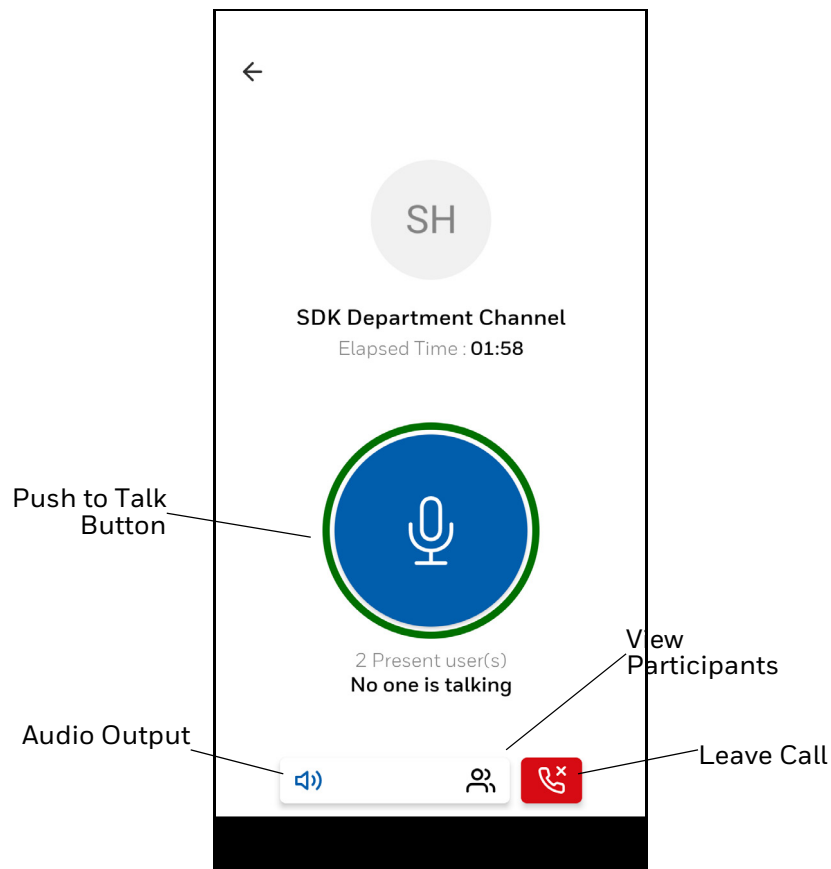 SH
SDK Department Channel
Elapsed Time : 01:58
Push to Talk
Button
2 Present user(s)
No one is talking
View
Participants
Audio Output
Leave Call